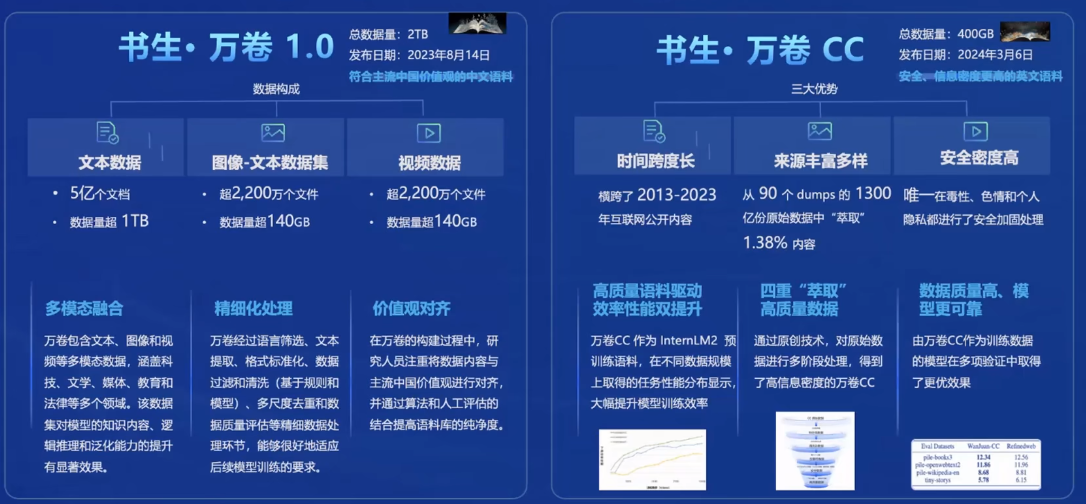 书生·万卷 1.0
总数据量：2TB
发布日期：2023年8月14日
符合主流中国价值观的中文语料
数据构成
文本数据
图像-文本数据集
视频数据
• 5亿个文档
• 数据量超 1TB
• 超2,200万个文件
• 数据量超140GB
• 超2,200万个文件
• 数据量超140GB
多模态融合
万卷包含文本、图像和视
频等多模态数据，涵盖科
技、文学、媒体、教育和
法律等多个领域。该数据
集对模型的知识内容、逻
辑推理和泛化能力的提升
有显著效果。
精细化处理
万卷经过语言筛选、文本
提取、格式标准化、数据
过滤和清洗（基于规则和
模型）、多尺度去重和数
据质量评估等精细数据处
理环节，能够很好地适应
后续模型训练的要求。
价值观对齐
在万卷的构建过程中，研
究人员注重将数据内容与
主流中国价值观进行对齐，
并通过算法和人工评估的
结合提高语料库的纯净度。
书生·万卷 CC
总数据量：400GB
发布日期：2024年3月6日
安全、信息密度更高的英文语料
三大优势
时间跨度长
来源丰富多样
安全密度高
横跨了 2013-2023
年互联网公开内容
从 90 个 dumps 的 1300
亿份原始数据中“萃取”
1.38% 内容
唯一在毒性、色情和个人
隐私都进行了安全加固处理
高质量语料驱动
效率性能双提升
万卷CC 作为 InternLM2 预
训练语料，在不同数据规模
上取得的任务性能分布显示，
大幅提升模型训练效率
四重“萃取”
高质量数据
通过原创技术，对原始数
据进行多阶段处理，得到
了高信息密度的万卷CC
数据质量高、模
型更可靠
由万卷CC作为训练数据
的模型在多项验证中取得
了更优效果
Eval Datasets WanJuan-CC Refinedweb
pile-books3 12.34 12.56
pile-openwebtext2 11.86 11.96
pile-wikipedia-en 8.68 8.81
tiny-storys 5.78 6.15